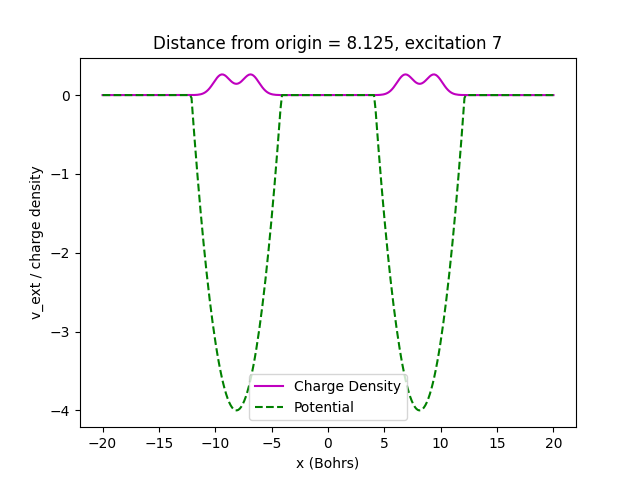 Distance from origin = 8.125, excitation 7
v_ext / charge density
0
−1
−2
−3
−4
Charge Density
Potential
−20
−15
−10
−5
0
5
10
15
20
x (Bohrs)